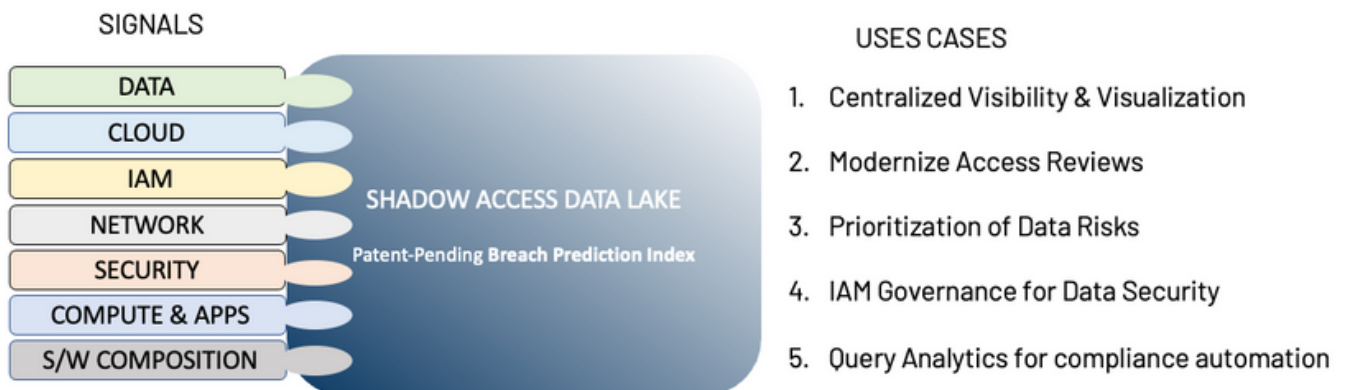 SIGNALS
DATA
CLOUD
IAM
NETWORK
SECURITY
COMPUTE & APPS
S/W COMPOSITION
SHADOW ACCESS DATA LAKE
Patent-Pending Breach Prediction Index
USES CASES
1. Centralized Visibility & Visualization
2. Modernize Access Reviews
3. Prioritization of Data Risks
4. IAM Governance for Data Security
5. Query Analytics for compliance automation